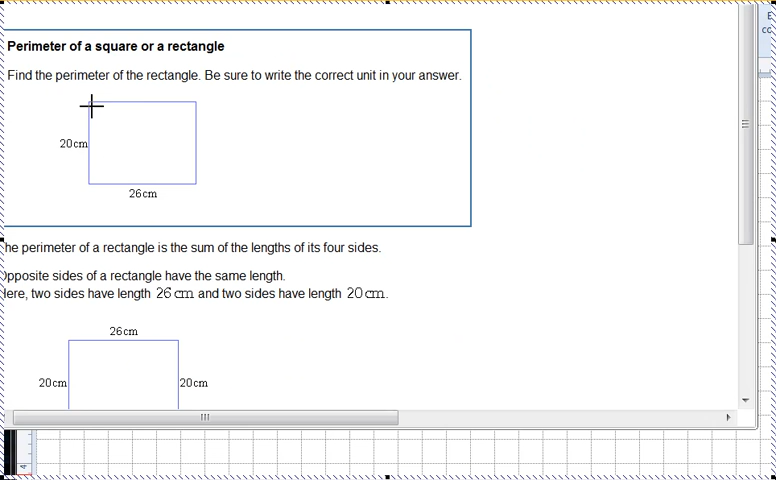 Perimeter of a square or a rectangle
Find the perimeter of the rectangle. Be sure to write the correct unit in your answer.
20cm
26cm
he perimeter of a rectangle is the sum of the lengths of its four sides.
pposite sides of a rectangle have the same length.
ere, two sides have length 26 cm and two sides have length 20 cm.
26cm
20cm
20cm
4